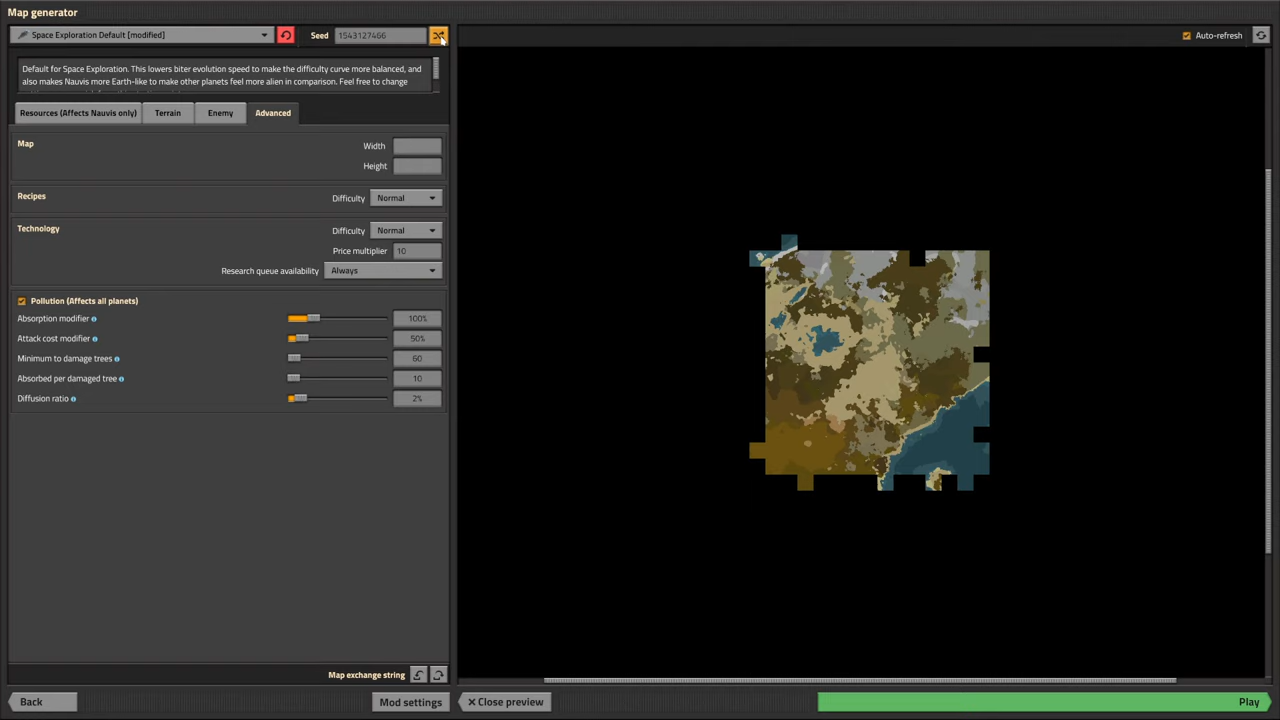 Map generator
Space Exploration Default [modified]
Seed
1543127466
Auto-refresh
Default for Space Exploration. This lowers biter evolution speed to make the difficulty curve more balanced, and
also makes Nauvis more Earth-like to make other planets feel more alien in comparison. Feel free to change
Resources (Affects Nauvis only)
Terrain
Enemy
Advanced
Map
Width
Height
Recipes
Difficulty
Normal
Technology
Difficulty
Normal
Price multiplier
10
Research queue availability
Always
Pollution (Affects all planets)
Absorption modifier
100%
Attack cost modifier
50%
Minimum to damage trees
60
Absorbed per damaged tree
10
Diffusion ratio
2%
Map exchange string
Back
Mod settings
Close preview
Play